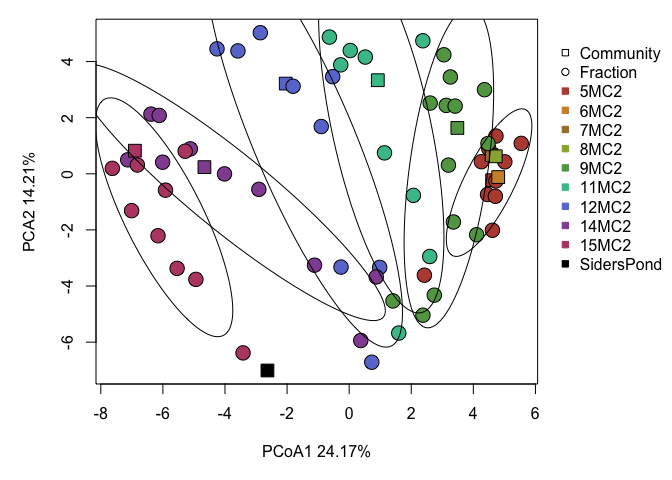 Community
Fraction
5MC2
6MC2
7MC2
8MC2
9MC2
11MC2
12MC2
14MC2
15MC2
SidersPond
4
2
0
-2
-4
-6
PCA2 14.21%
-8 -6 -4 -2 0 2 4 6
PCoA1 24.17%